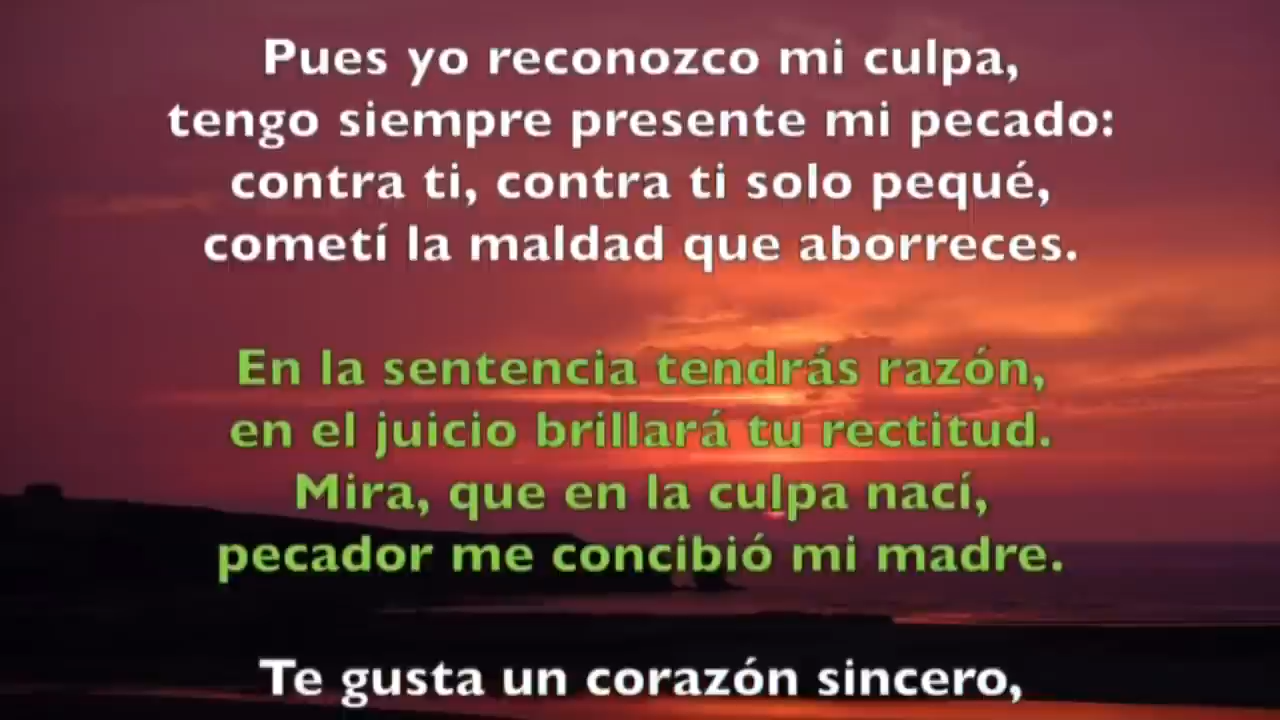 Pues yo reconozco mi culpa,
tengo siempre presente mi pecado:
contra ti, contra ti solo pequé,
cometí la maldad que aborreces.
En la sentencia tendrás razón,
en el juicio brillará tu rectitud.
Mira, que en la culpa nací,
pecador me concibió mi madre.
Te gusta un corazón sincero,